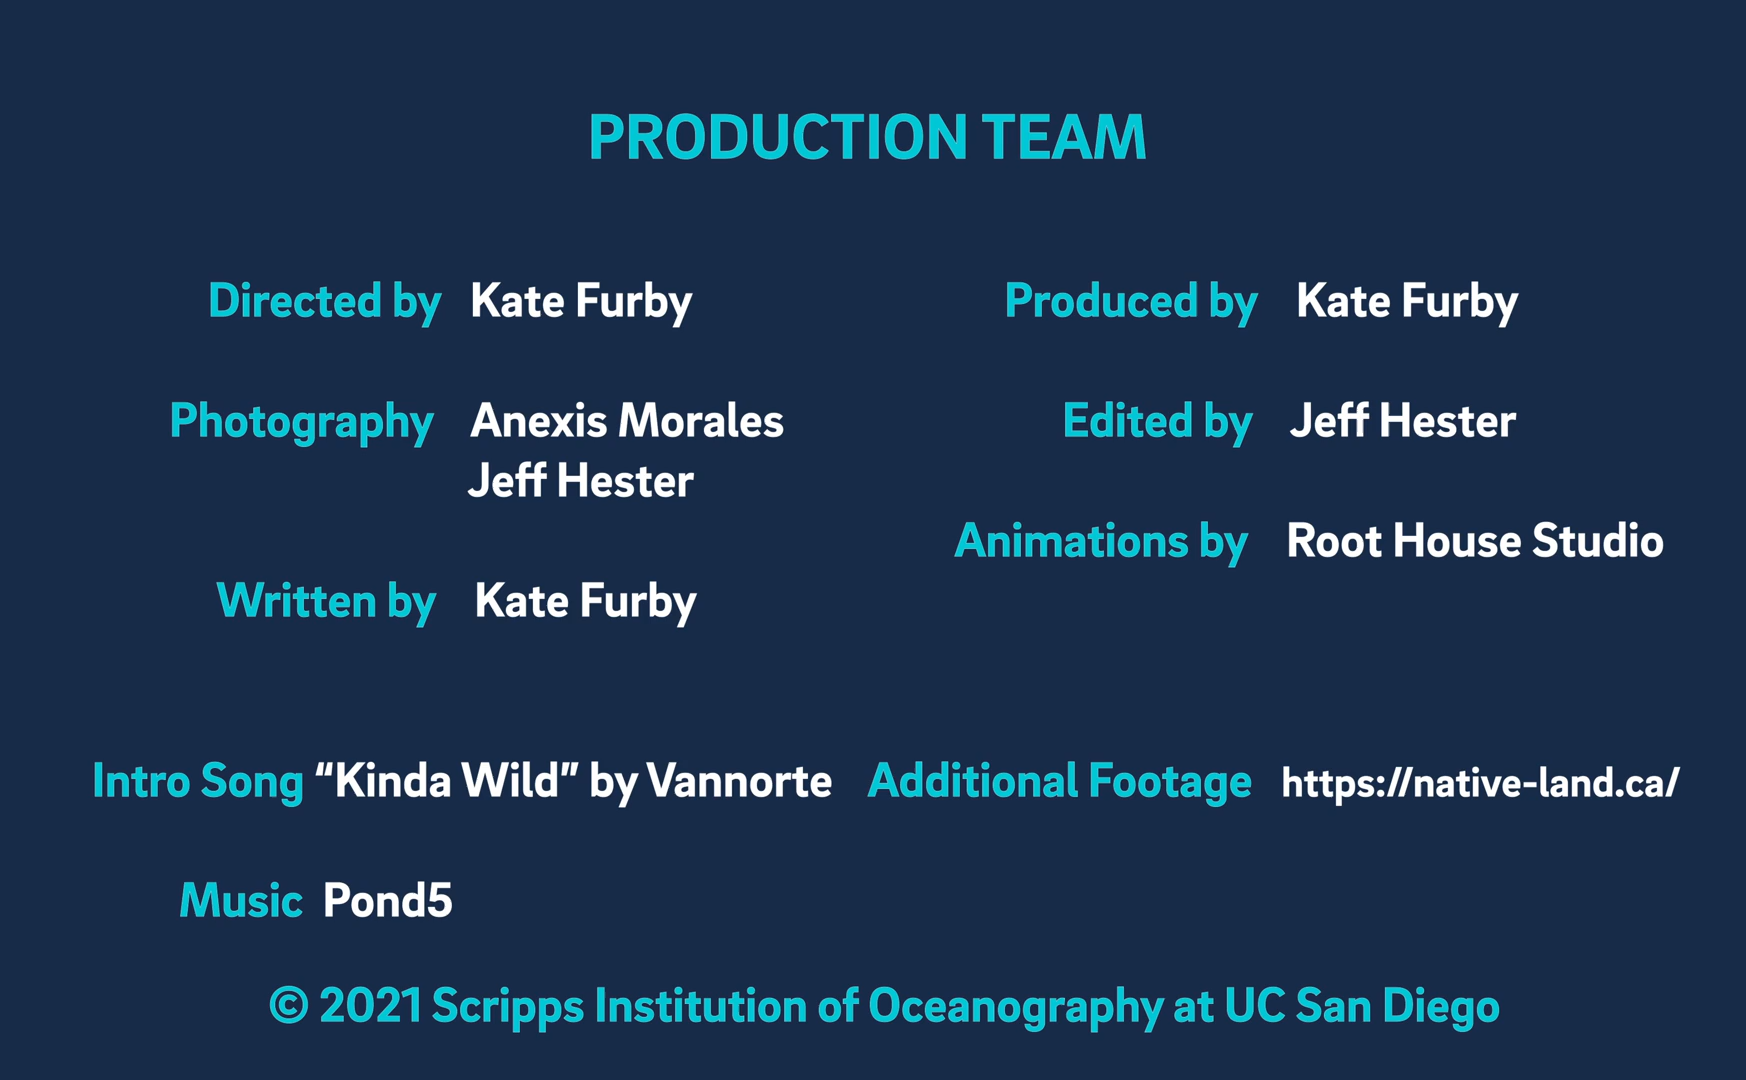 PRODUCTION TEAM
Directed by Kate Furby
Produced by Kate Furby
Photography Anexis Morales
Jeff Hester
Edited by Jeff Hester
Animations by Root House Studio
Written by Kate Furby
Intro Song “Kinda Wild” by Vannorte
Additional Footage https://native-land.ca/
Music Pond5
© 2021 Scripps Institution of Oceanography at UC San Diego